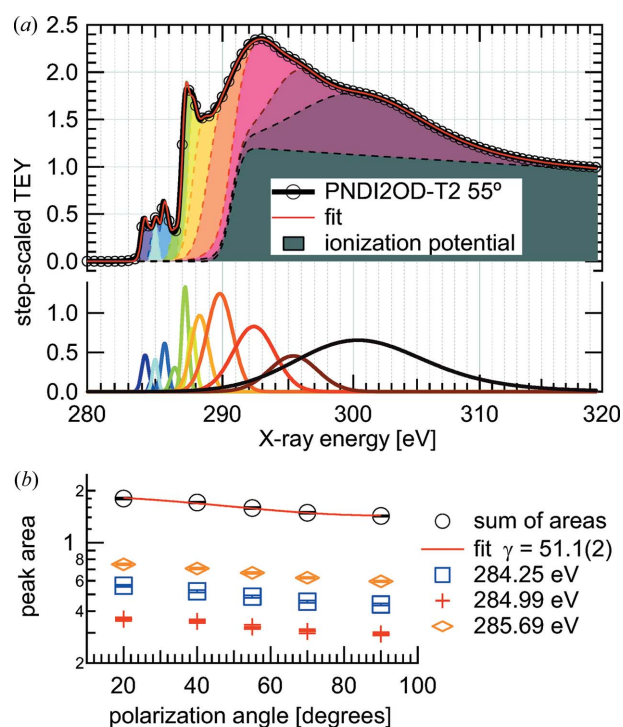 (a)
2.5
2.0
1.5
1.0
0.5
0.0
step-scaled TEY
PNDI2OD-T2 55º
fit
ionization potential
1.0
0.5
0.0
280
290
300
310
320
X-ray energy [eV]
(b)
2
1
8
6
4
2
peak area
20
40
60
80
100
polarization angle [degrees]
sum of areas
fit γ = 51.1(2)
284.25 eV
284.99 eV
285.69 eV